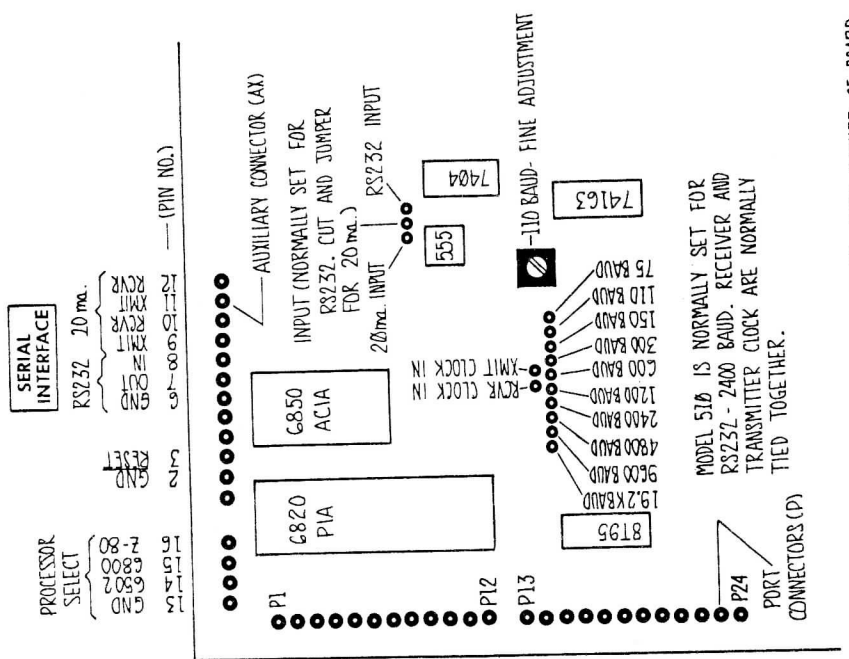 SERIAL
INTERFACE
PROCESSOR
SELECT
RS232
20 ma.
(PIN NO.)
GND
6502
6800
Z-80
13
14
15
16
GND
RESET
2
3
GND
OUT
IN
XMIT
RCVR
XMIT
RCVR
6
7
8
9
10
11
12
AUXILIARY CONNECTOR (AX)
INPUT (NORMALLY SET FOR
RS232. CUT AND JUMPER
FOR 20 ma.)
20ma. INPUT
RS232 INPUT
6850
ACIA
6820
PIA
555
7404
110 BAUD- FINE ADJUSTMENT
74163
RCVR CLOCK IN
XMIT CLOCK IN
19.2K BAUD
9600 BAUD
4800 BAUD
2400 BAUD
1200 BAUD
600 BAUD
300 BAUD
150 BAUD
110 BAUD
75 BAUD
8T95
P1
P12
P13
P24
PORT
CONNECTORS (P)
MODEL 510 IS NORMALLY SET FOR
RS232 - 2400 BAUD. RECEIVER AND
TRANSMITTER CLOCK ARE NORMALLY
TIED TOGETHER.